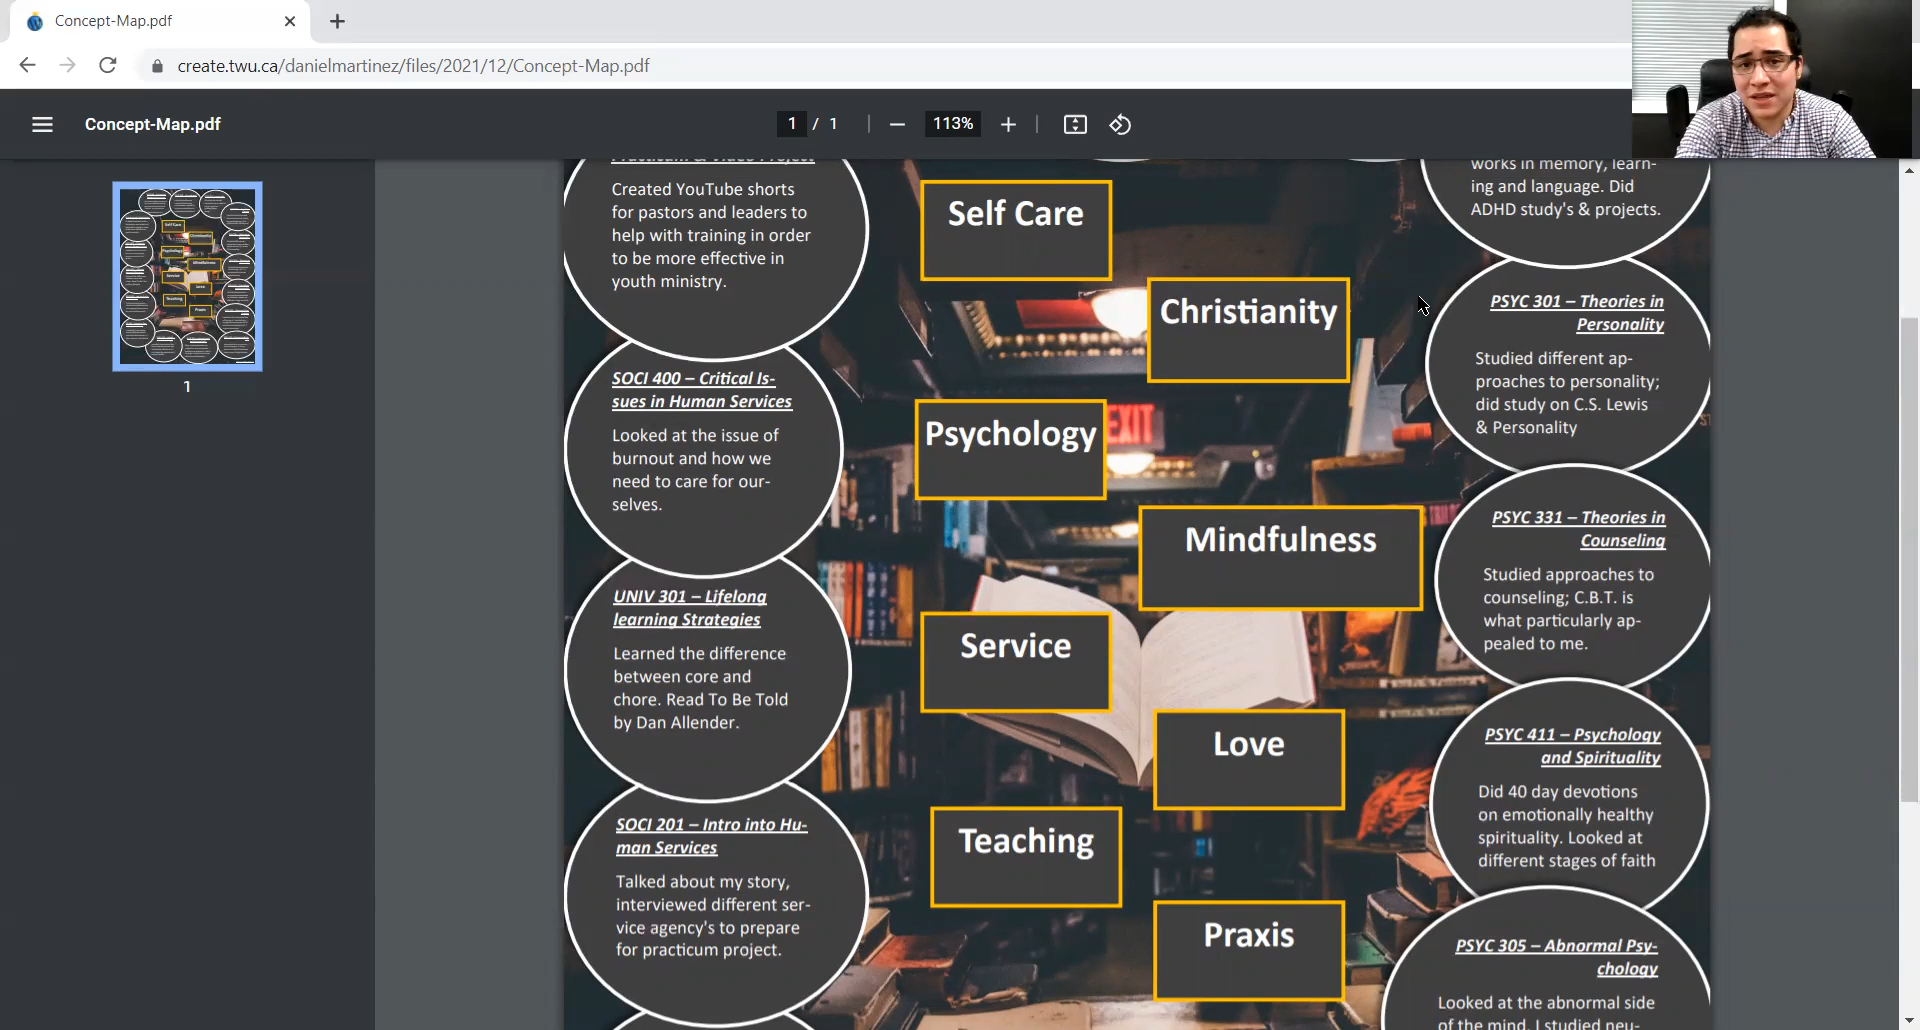 Concept-Map.pdf
create.twu.ca/danielmartinez/files/2021/12/Concept-Map.pdf
Concept-Map.pdf
1 / 1
113%
1
Practicum & Video Project
Created YouTube shorts
for pastors and leaders to
help with training in order
to be more effective in
youth ministry.
SOCI 400 – Critical Is-
sues in Human Services
Looked at the issue of
burnout and how we
need to care for our-
selves.
UNIV 301 – Lifelong
learning Strategies
Learned the difference
between core and
chore. Read To Be Told
by Dan Allender.
SOCI 201 – Intro into Hu-
man Services
Talked about my story,
interviewed different ser-
vice agency's to prepare
for practicum project.
Self Care
Christianity
Psychology
EXIT
Mindfulness
Service
Love
Teaching
Praxis
works in memory, learn-
ing and language. Did
ADHD study's & projects.
PSYC 301 – Theories in
Personality
Studied different ap-
proaches to personality;
did study on C.S. Lewis
& Personality
PSYC 331 – Theories in
Counseling
Studied approaches to
counseling; C.B.T. is
what particularly ap-
pealed to me.
PSYC 411 – Psychology
and Spirituality
Did 40 day devotions
on emotionally healthy
spirituality. Looked at
different stages of faith
PSYC 305 – Abnormal Psy-
chology
Looked at the abnormal side
of the mind. I studied neu-